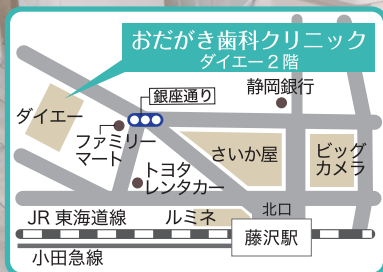 おだがき歯科クリニック
ダイエー2階
静岡銀行
銀座通り
ダイエー
ファミリー
マート
さいか屋
ビッグ
カメラ
トヨタ
レンタカー
JR 東海道線
ルミネ
北口
藤沢駅
小田急線